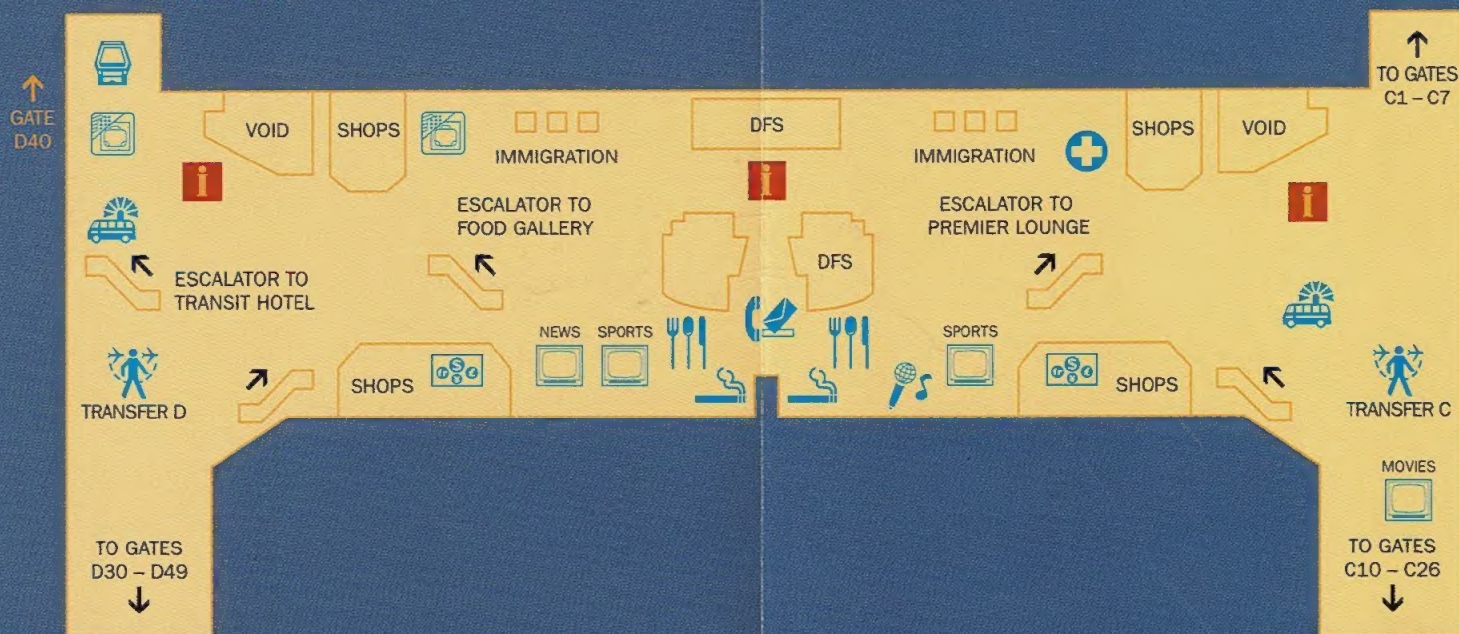 GATE
D40
VOID
SHOPS
IMMIGRATION
DFS
IMMIGRATION
SHOPS
VOID
TO GATES
C1 – C7
i
i
i
ESCALATOR TO
FOOD GALLERY
ESCALATOR TO
PREMIER LOUNGE
ESCALATOR TO
TRANSIT HOTEL
DFS
NEWS
SPORTS
SPORTS
SHOPS
SHOPS
TRANSFER D
TRANSFER C
MOVIES
TO GATES
D30 – D49
TO GATES
C10 – C26